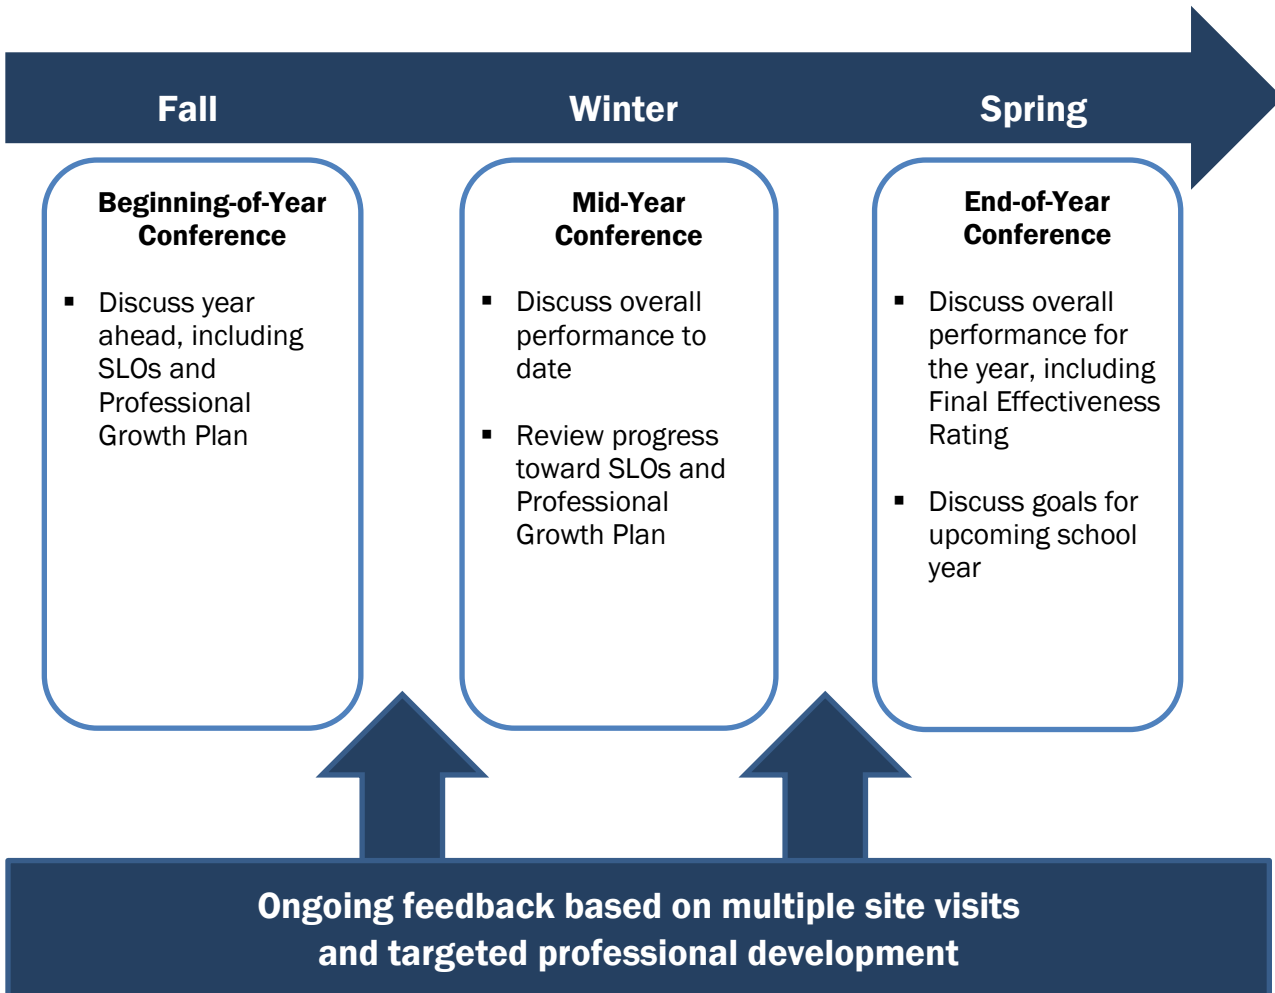 Fall
Winter
Spring
Beginning-of-Year
Conference
▪ Discuss year
ahead, including
SLOs and
Professional
Growth Plan
Mid-Year
Conference
▪ Discuss overall
performance to
date
▪ Review progress
toward SLOs and
Professional
Growth Plan
End-of-Year
Conference
▪ Discuss overall
performance for
the year, including
Final Effectiveness
Rating
▪ Discuss goals for
upcoming school
year
Ongoing feedback based on multiple site visits
and targeted professional development